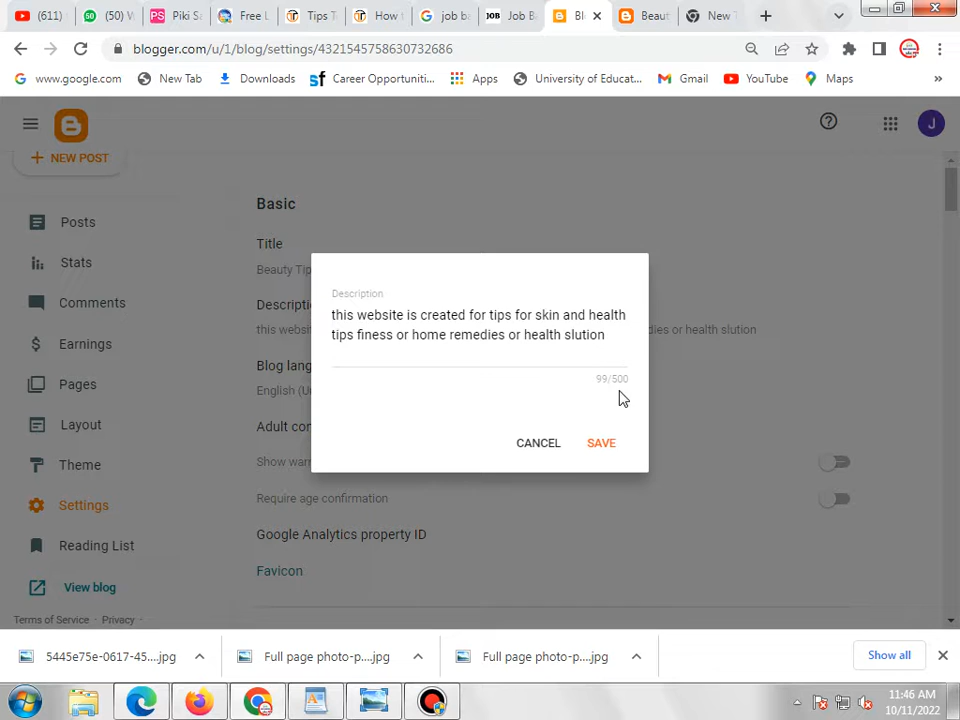 (611)
(50) V
Piki Sa
Free L
Tips T
How t
job ba
JOB
Job B
Bl
Beaut
New T
blogger.com/u/1/blog/settings/4321545758630732686
www.google.com
New Tab
Downloads
Career Opportuniti...
Apps
University of Educat...
Gmail
YouTube
Maps
»
J
+ NEW POST
Posts
Stats
Comments
Earnings
Pages
Layout
Theme
Settings
Reading List
View blog
Terms of Service · Privacy ·
Basic
Title
Beauty Tip
Descripti
this websi
dies or health slution
Blog lang
English (U
Adult con
Show warn
Require age confirmation
Google Analytics property ID
Favicon
Description
this website is created for tips for skin and health
tips finess or home remedies or health slution
99/500
CANCEL
SAVE
5445e75e-0617-45....jpg
Full page photo-p....jpg
Full page photo-p....jpg
Show all
11:46 AM
10/11/2022